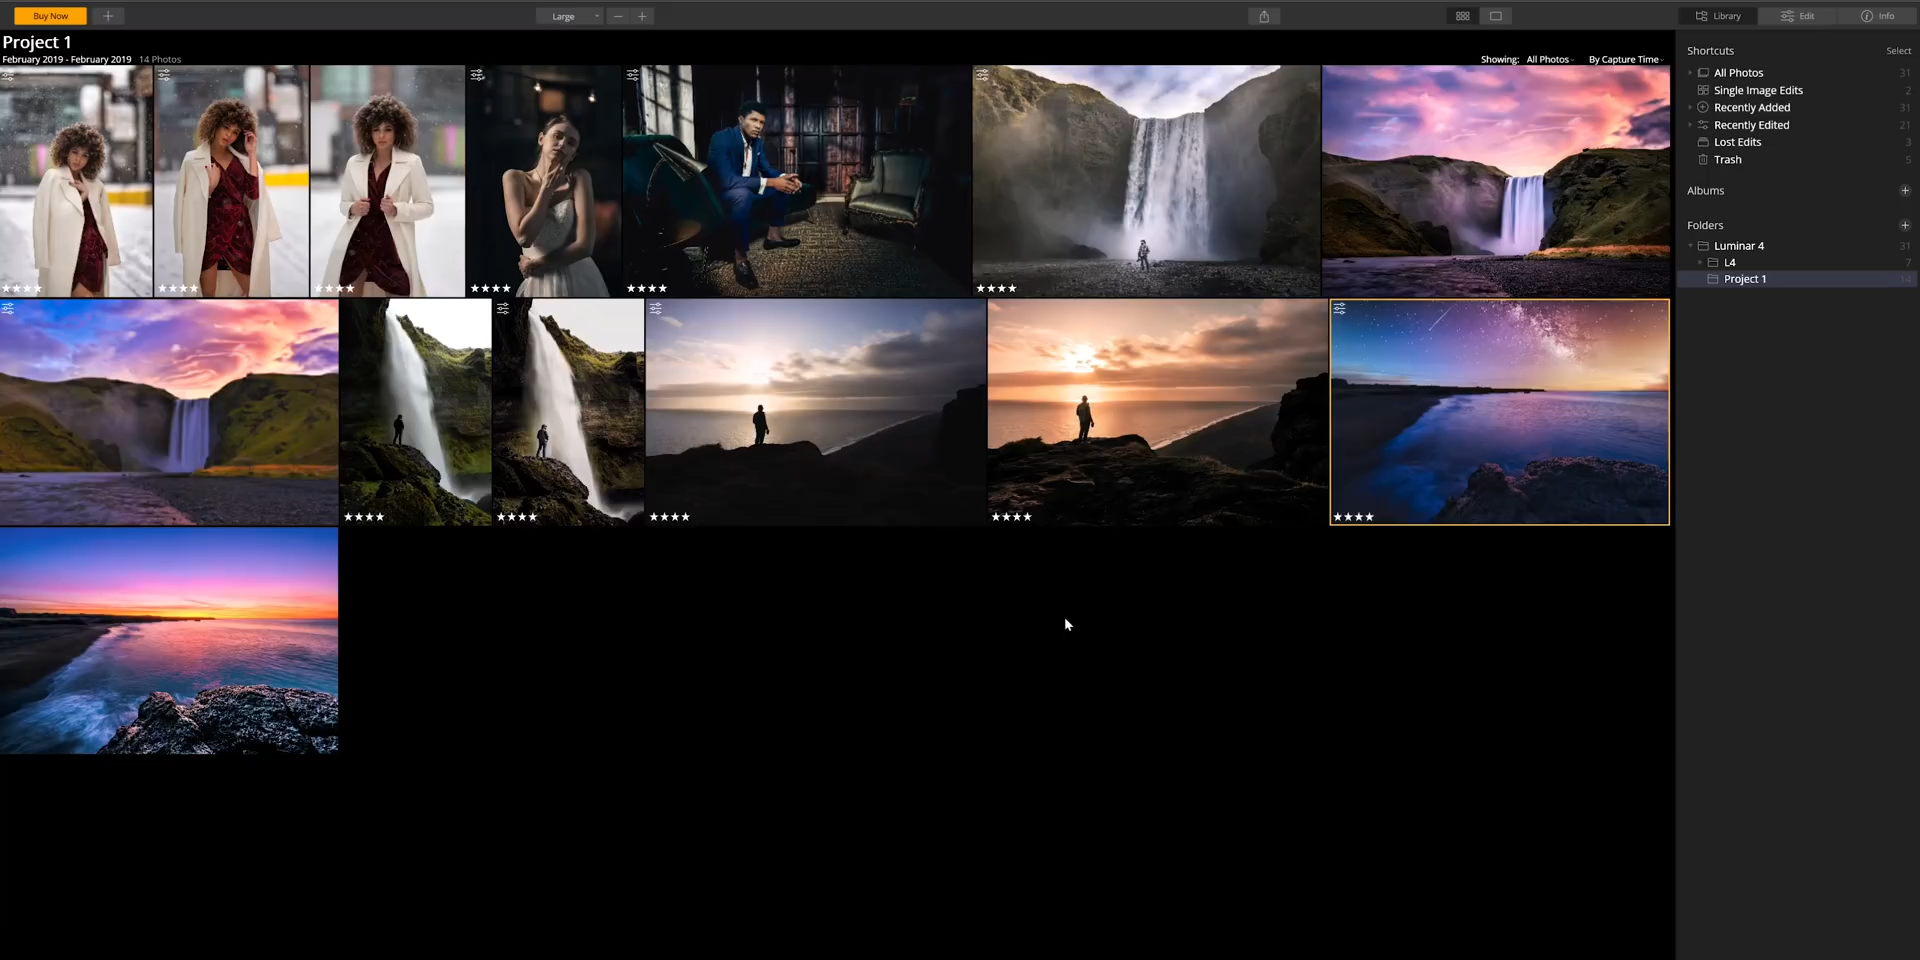 Buy Now
Large
Library
Edit
Info
Project 1
February 2019 - February 2019 14 Photos
Showing: All Photos By Capture Time
Shortcuts Select
All Photos 31
Single Image Edits 2
Recently Added 31
Recently Edited 21
Lost Edits 3
Trash 5
Albums
Folders
Luminar 4 31
L4 7
Project 1 14